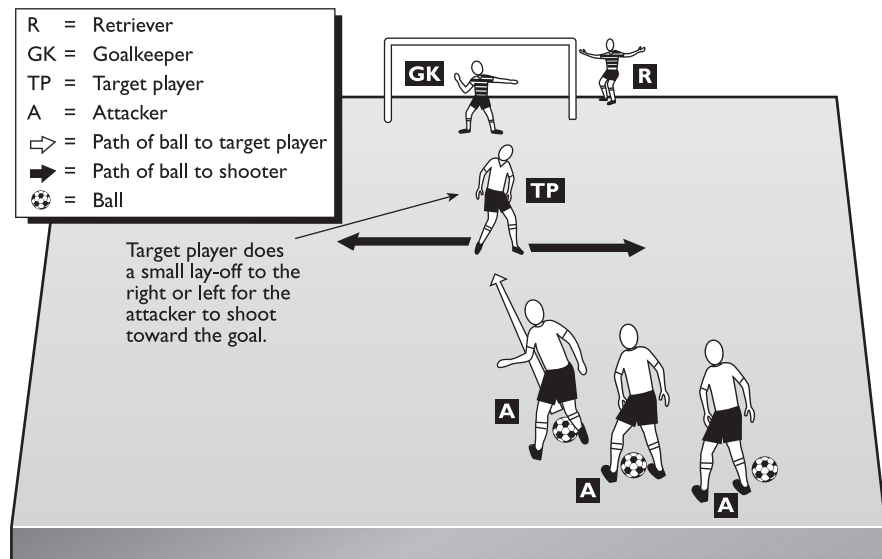 R = Retriever
GK = Goalkeeper
TP = Target player
A = Attacker
= Path of ball to target player
= Path of ball to shooter
= Ball
GK
R
TP
Target player does
a small lay-off to the
right or left for the
attacker to shoot
toward the goal.
A
A
A